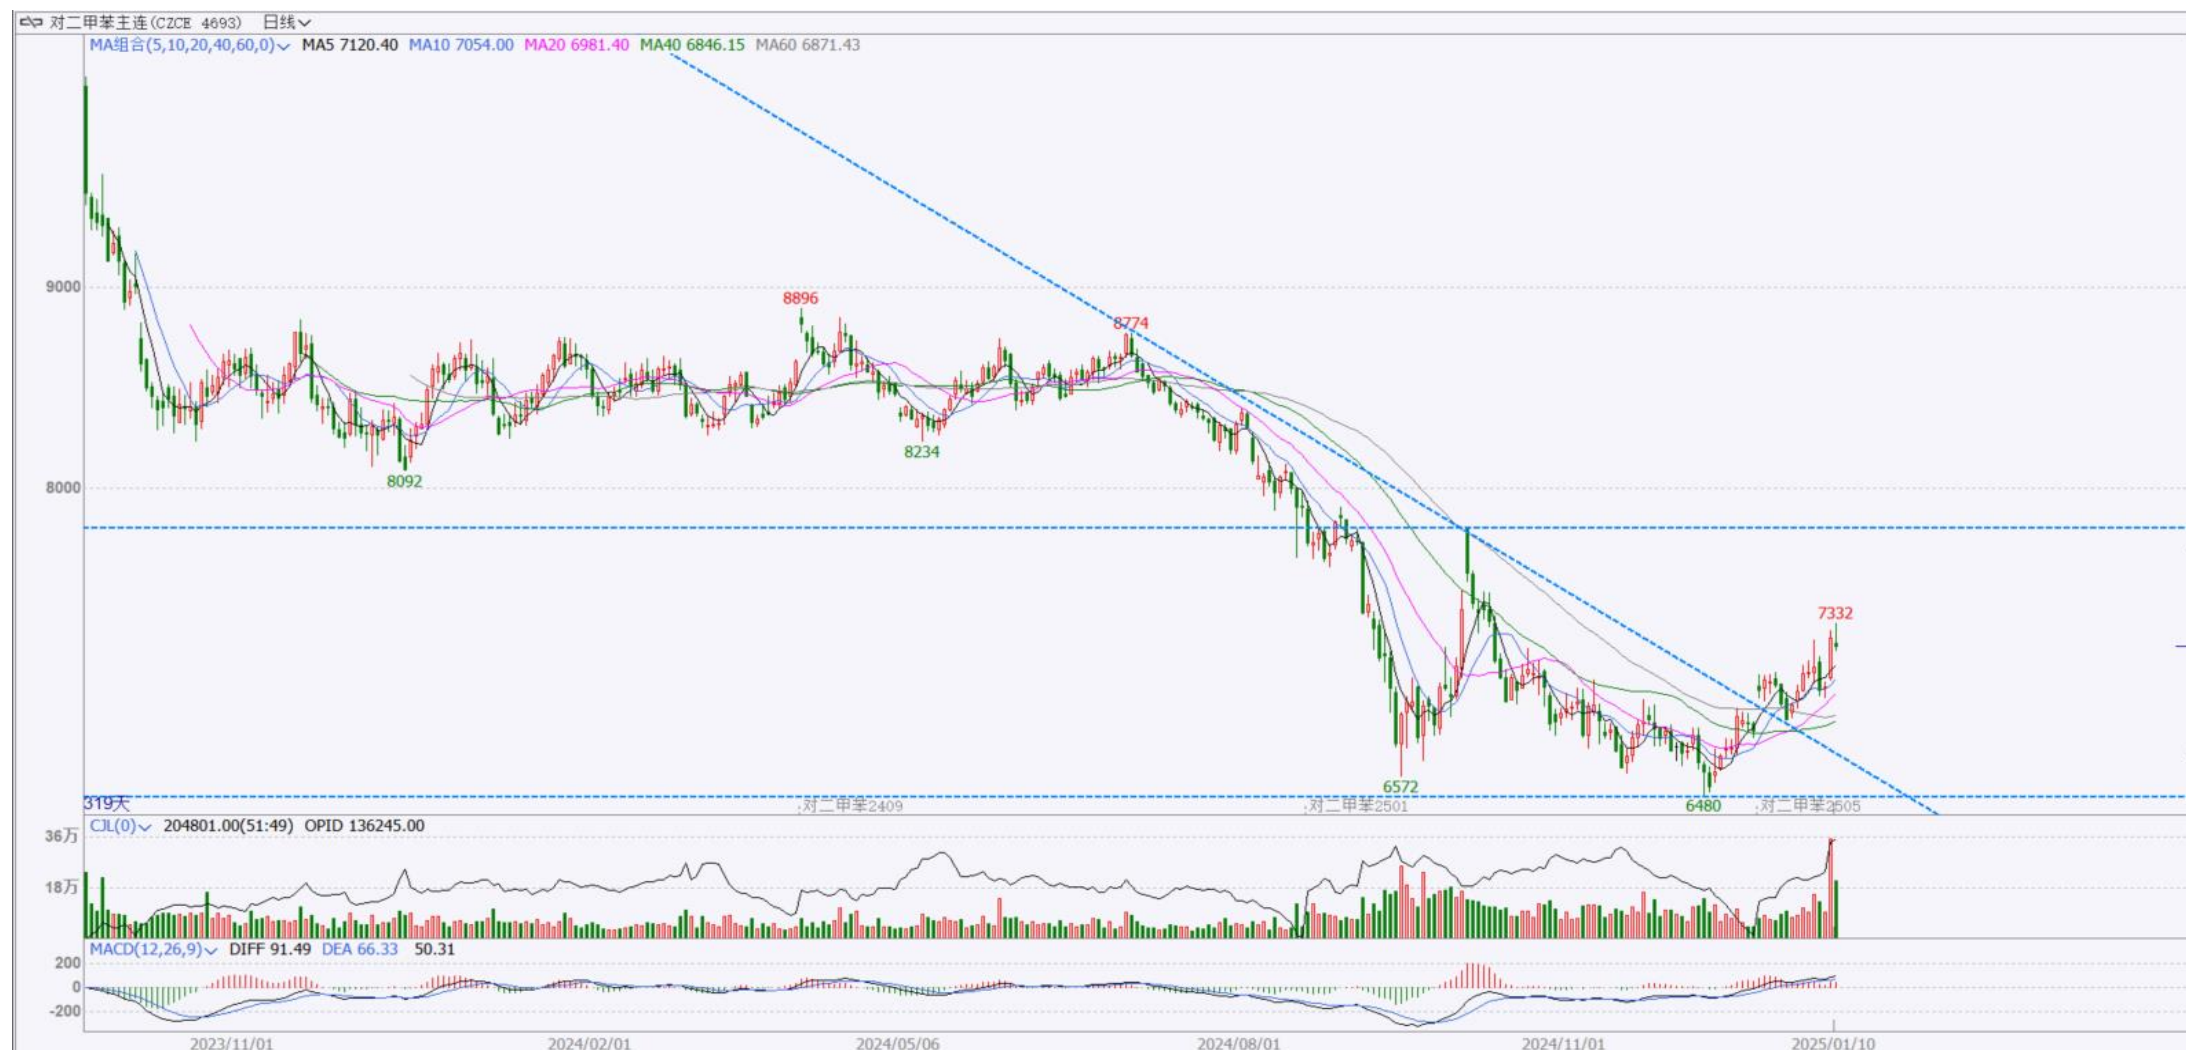 对二甲苯主连(CZCE 4693) 日线
MA组合(5,10,20,40,60,0) MA5 7120.40 MA10 7054.00 MA20 6981.40 MA40 6846.15 MA60 6871.43
9000
8896
8774
8234
8092
8000
7332
6572
6480
319天
对二甲苯2409
对二甲苯2501
对二甲苯2505
CJL(0) 204801.00(51:49) OPID 136245.00
36万
18万
MACD(12,26,9) DIFF 91.49 DEA 66.33 50.31
200
0
-200
2023/11/01 2024/02/01 2024/05/06 2024/08/01 2024/11/01 2025/01/10